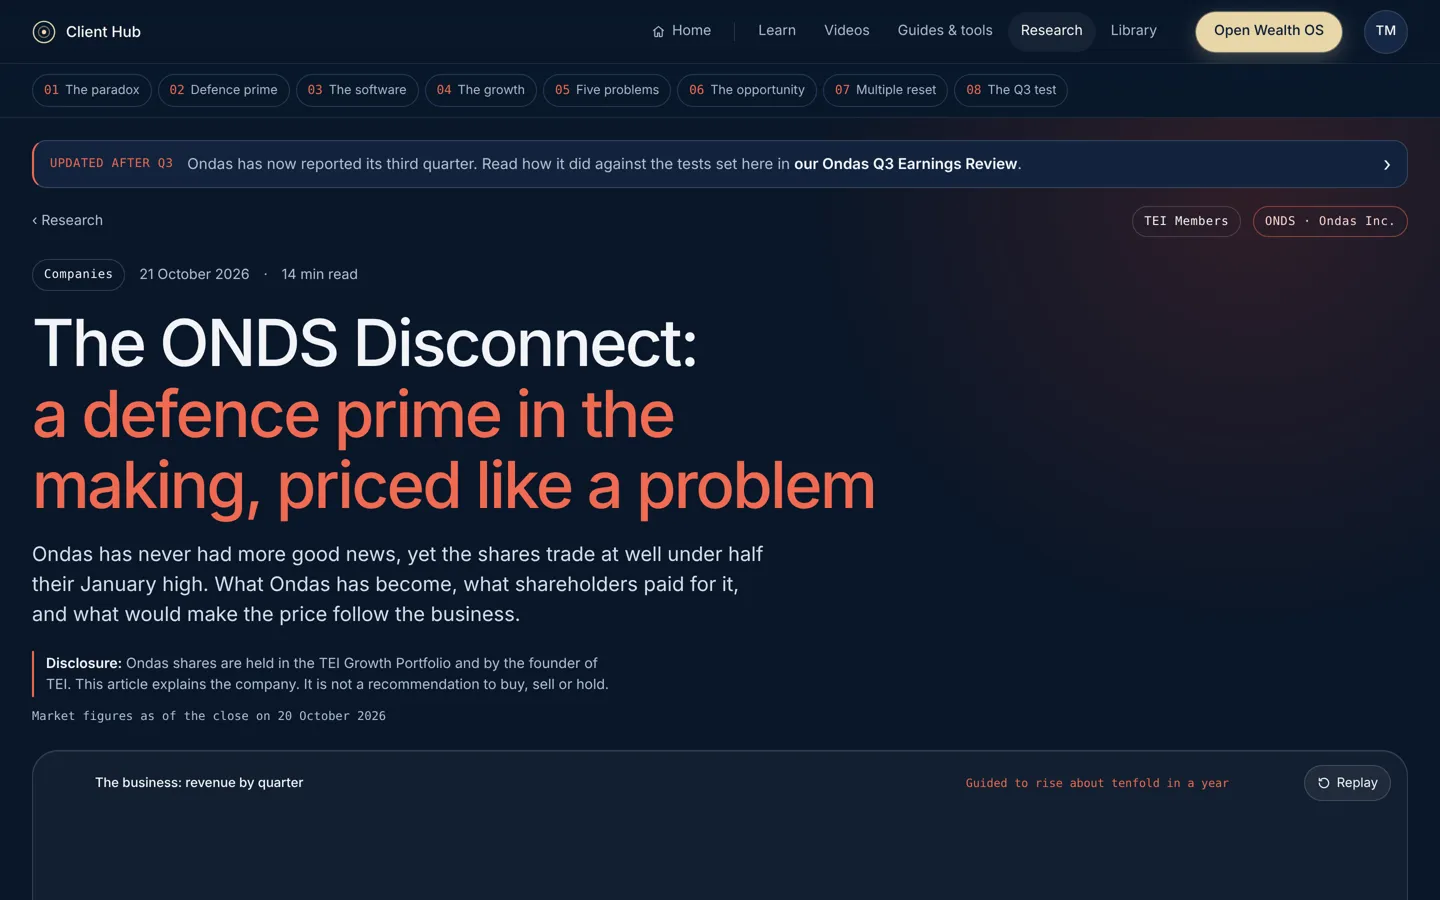 Client Hub
Home
Learn
Videos
Guides & tools
Research
Library
Open Wealth OS
TM
01 The paradox
02 Defence prime
03 The software
04 The growth
05 Five problems
06 The opportunity
07 Multiple reset
08 The Q3 test
UPDATED AFTER Q3 Ondas has now reported its third quarter. Read how it did against the tests set here in our Ondas Q3 Earnings Review. ›
‹ Research
TEI Members
ONDS · Ondas Inc.
Companies 21 October 2026 · 14 min read
The ONDS Disconnect:
a defence prime in the
making, priced like a problem
Ondas has never had more good news, yet the shares trade at well under half
their January high. What Ondas has become, what shareholders paid for it,
and what would make the price follow the business.
Disclosure: Ondas shares are held in the TEI Growth Portfolio and by the founder of
TEI. This article explains the company. It is not a recommendation to buy, sell or hold.
Market figures as of the close on 20 October 2026
The business: revenue by quarter
Guided to rise about tenfold in a year
Replay